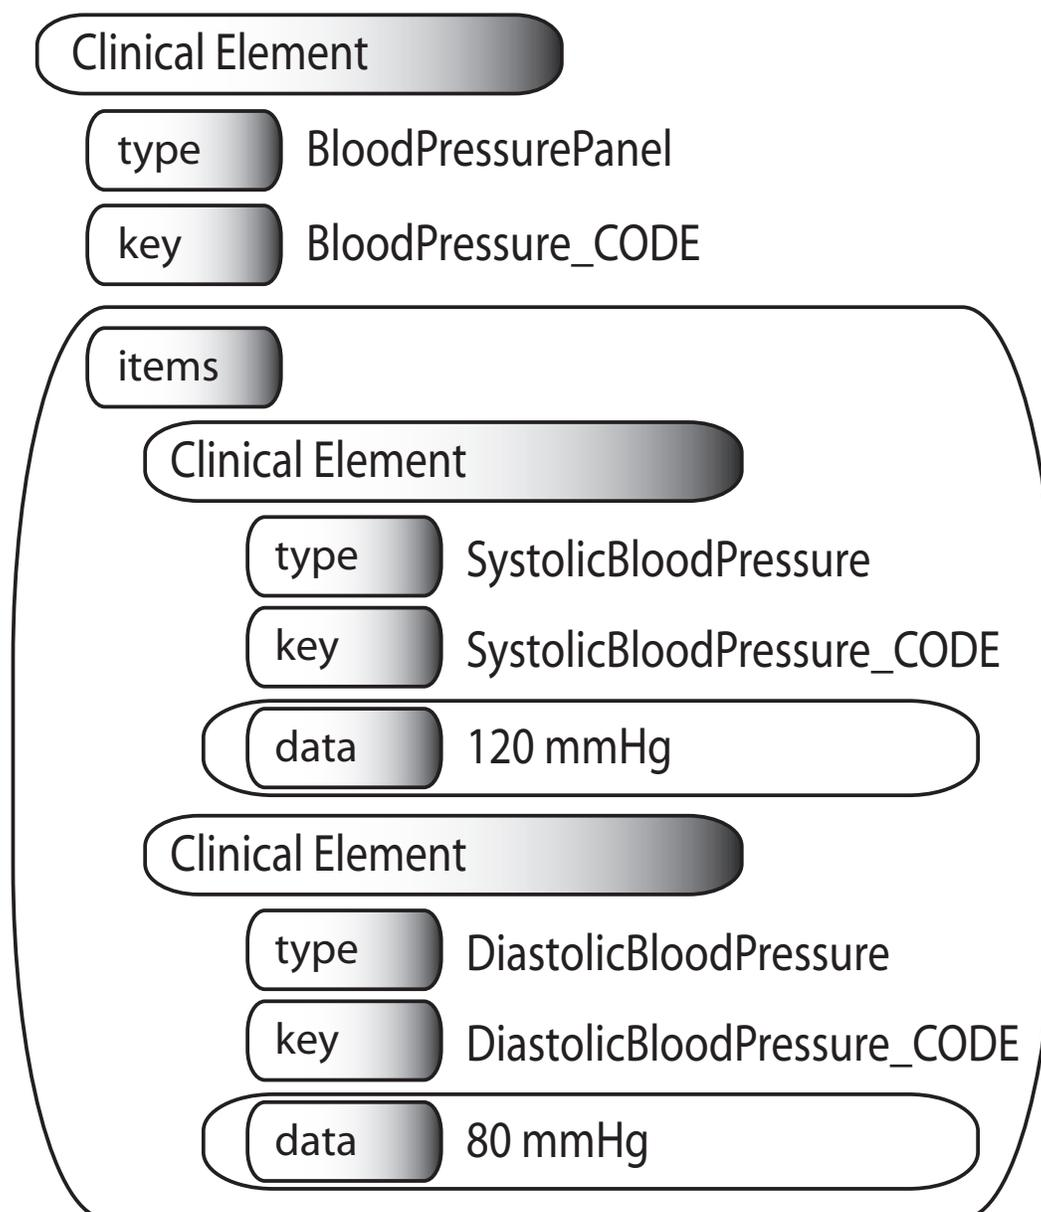 Clinical Element
type BloodPressurePanel
key BloodPressure_CODE
items
Clinical Element
type SystolicBloodPressure
key SystolicBloodPressure_CODE
data 120 mmHg
Clinical Element
type DiastolicBloodPressure
key DiastolicBloodPressure_CODE
data 80 mmHg